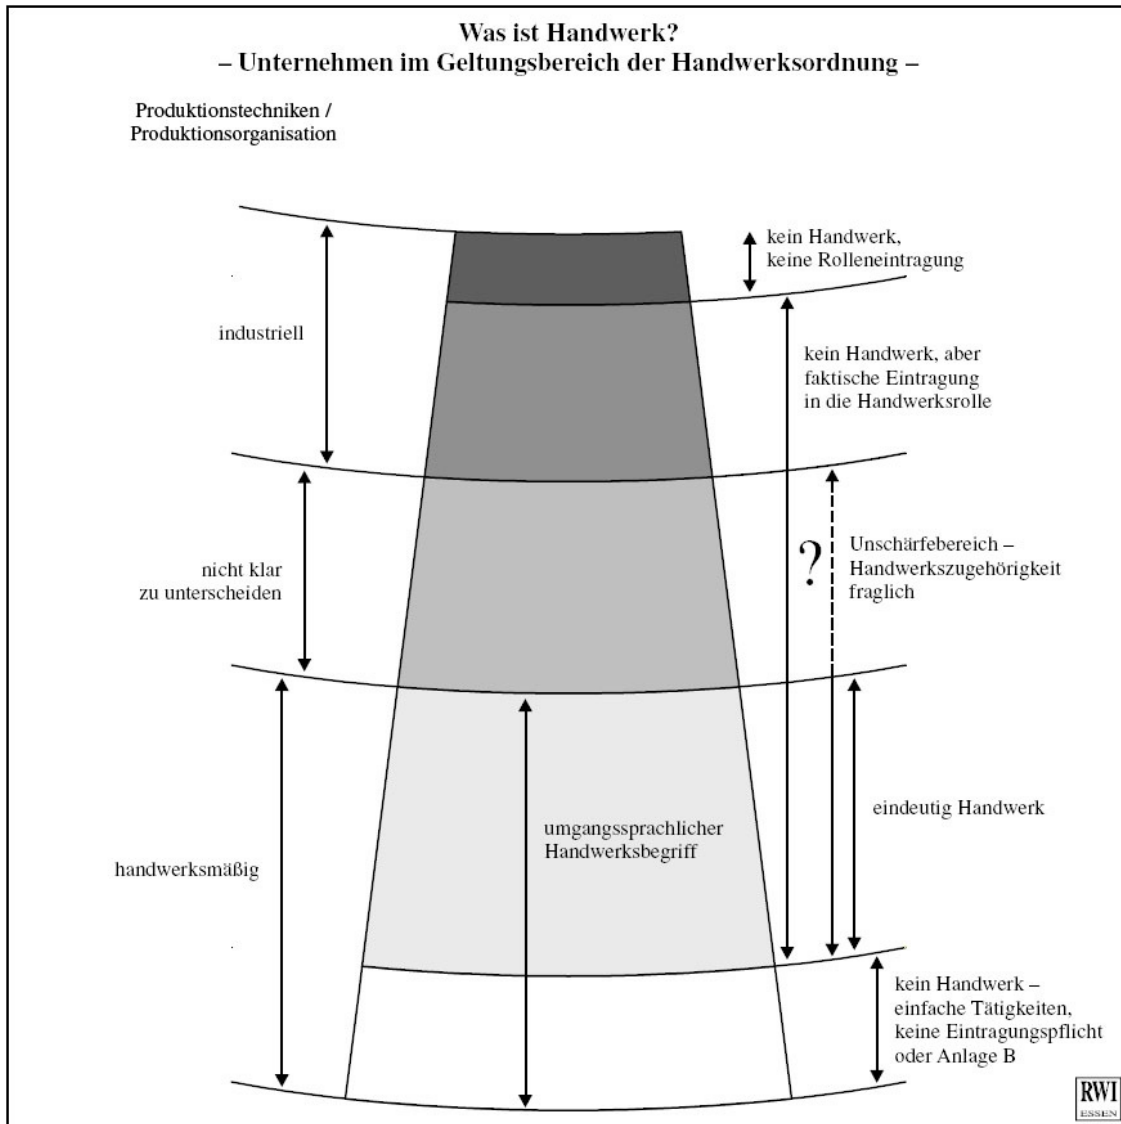 Was ist Handwerk?
– Unternehmen im Geltungsbereich der Handwerksordnung –
Produktionstechniken /
Produktionsorganisation
kein Handwerk,
keine Rolleneintragung
industriell
kein Handwerk, aber
faktische Eintragung
in die Handwerksrolle
?
Unschärfebereich –
Handwerkszugehörigkeit
fraglich
nicht klar
zu unterscheiden
eindeutig Handwerk
umgangssprachlicher
Handwerksbegriff
handwerksmäßig
kein Handwerk –
einfache Tätigkeiten,
keine Eintragungspflicht
oder Anlage B
RWI
ESSEN